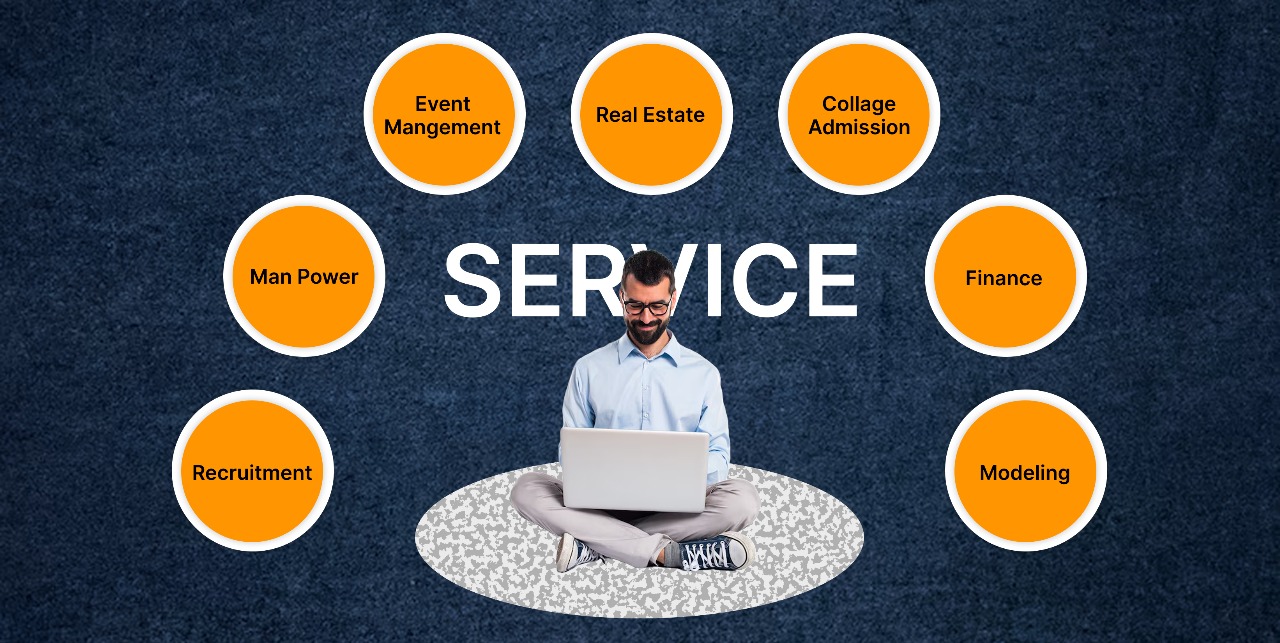 Event
Mangement
Real Estate
Collage
Admission
Man Power
SERVICE
Finance
Recruitment
Modeling